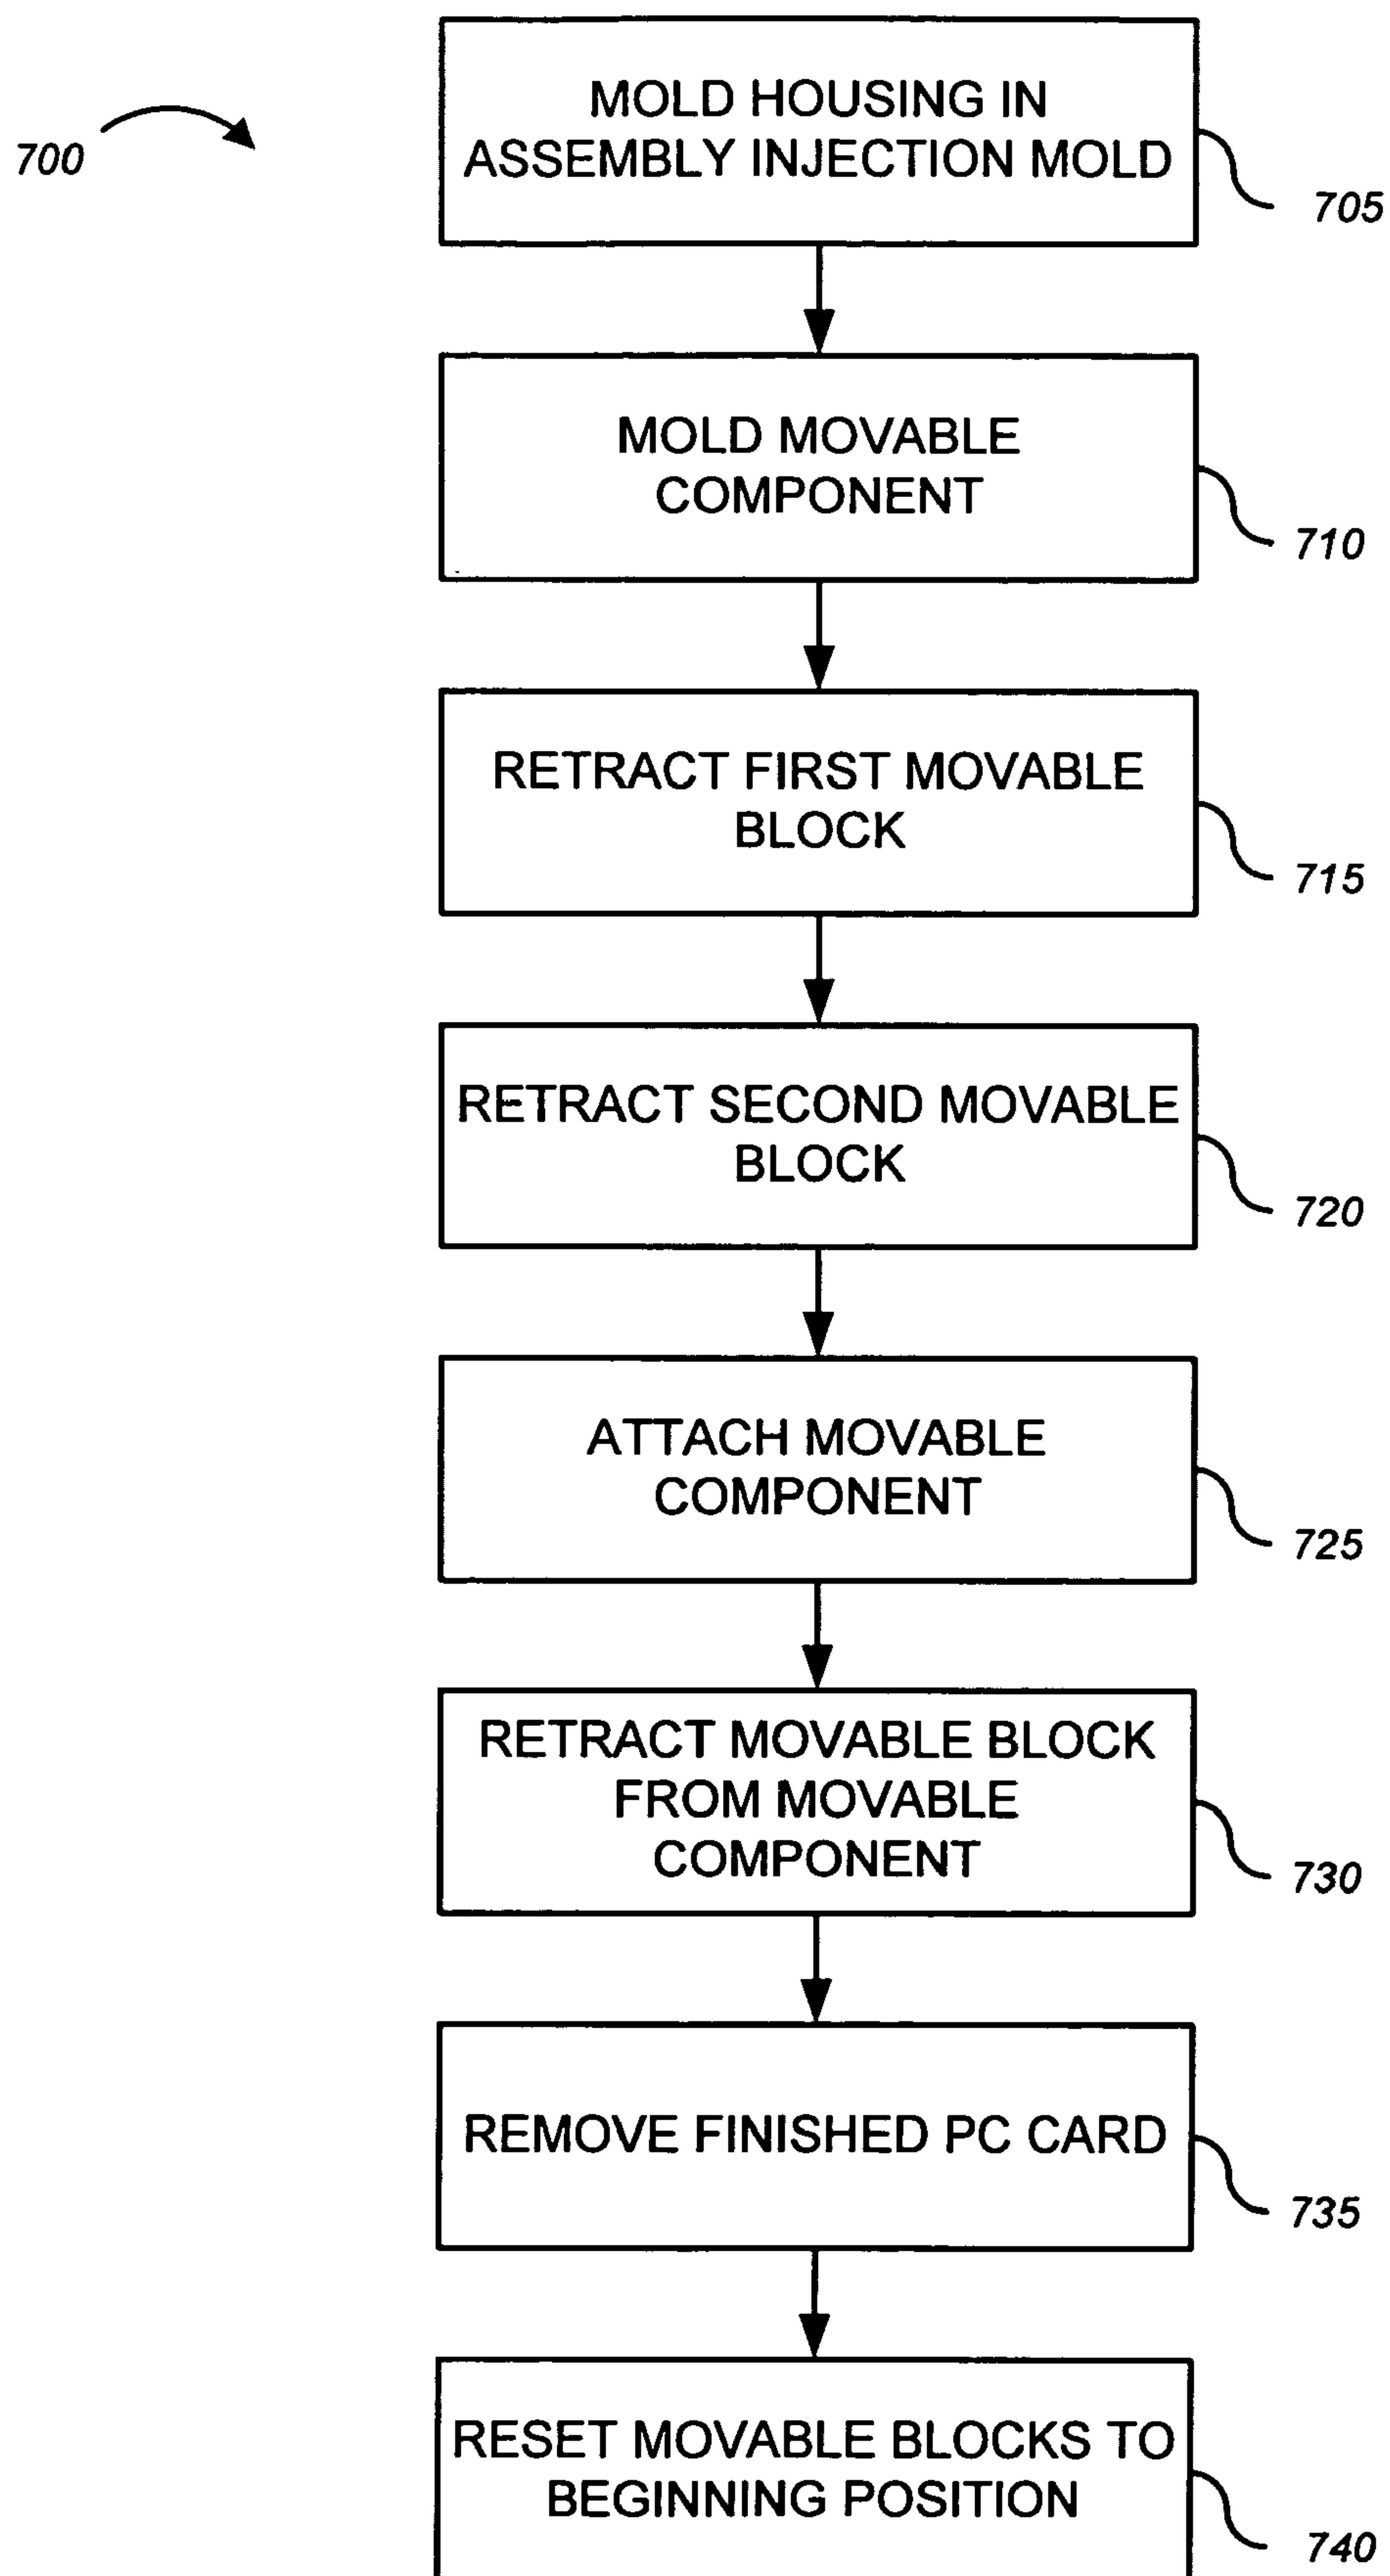 700
MOLD HOUSING IN
ASSEMBLY INJECTION MOLD
705
MOLD MOVABLE
COMPONENT
710
RETRACT FIRST MOVABLE
BLOCK
715
RETRACT SECOND MOVABLE
BLOCK
720
ATTACH MOVABLE
COMPONENT
725
RETRACT MOVABLE BLOCK
FROM MOVABLE
COMPONENT
730
REMOVE FINISHED PC CARD
735
RESET MOVABLE BLOCKS TO
BEGINNING POSITION
740